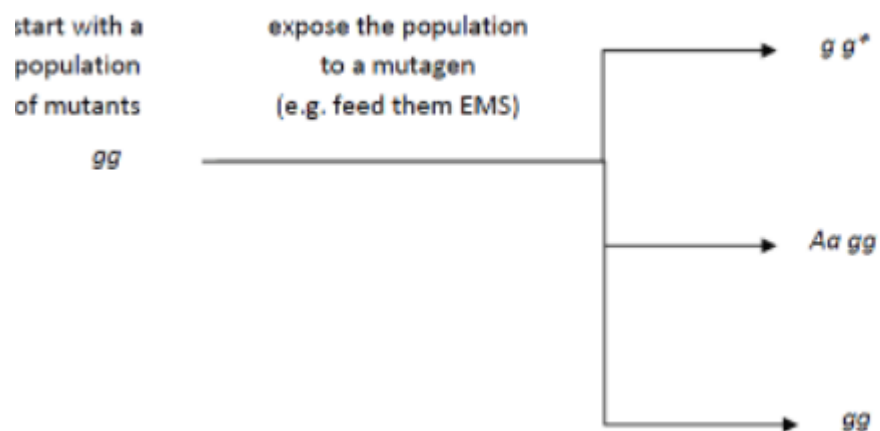 start with a
population
of mutants
expose the population
to a mutagen
(e.g. feed them EMS)
gg
g g*
Aa gg
gg